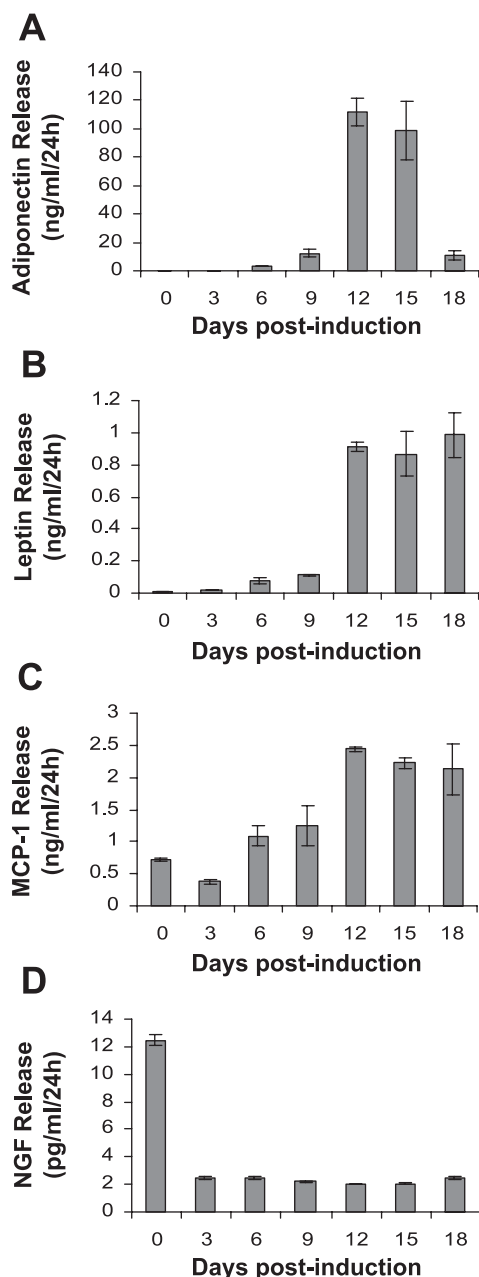 A
Adiponectin Release
(ng/ml/24h)
140
120
100
80
60
40
20
0
0 3 6 9 12 15 18
Days post-induction
B
Leptin Release
(ng/ml/24h)
1.2
1
0.8
0.6
0.4
0.2
0
0 3 6 9 12 15 18
Days post-induction
C
MCP-1 Release
(ng/ml/24h)
3
2.5
2
1.5
1
0.5
0
0 3 6 9 12 15 18
Days post-induction
D
NGF Release
(pg/ml/24h)
14
12
10
8
6
4
2
0
0 3 6 9 12 15 18
Days post-induction